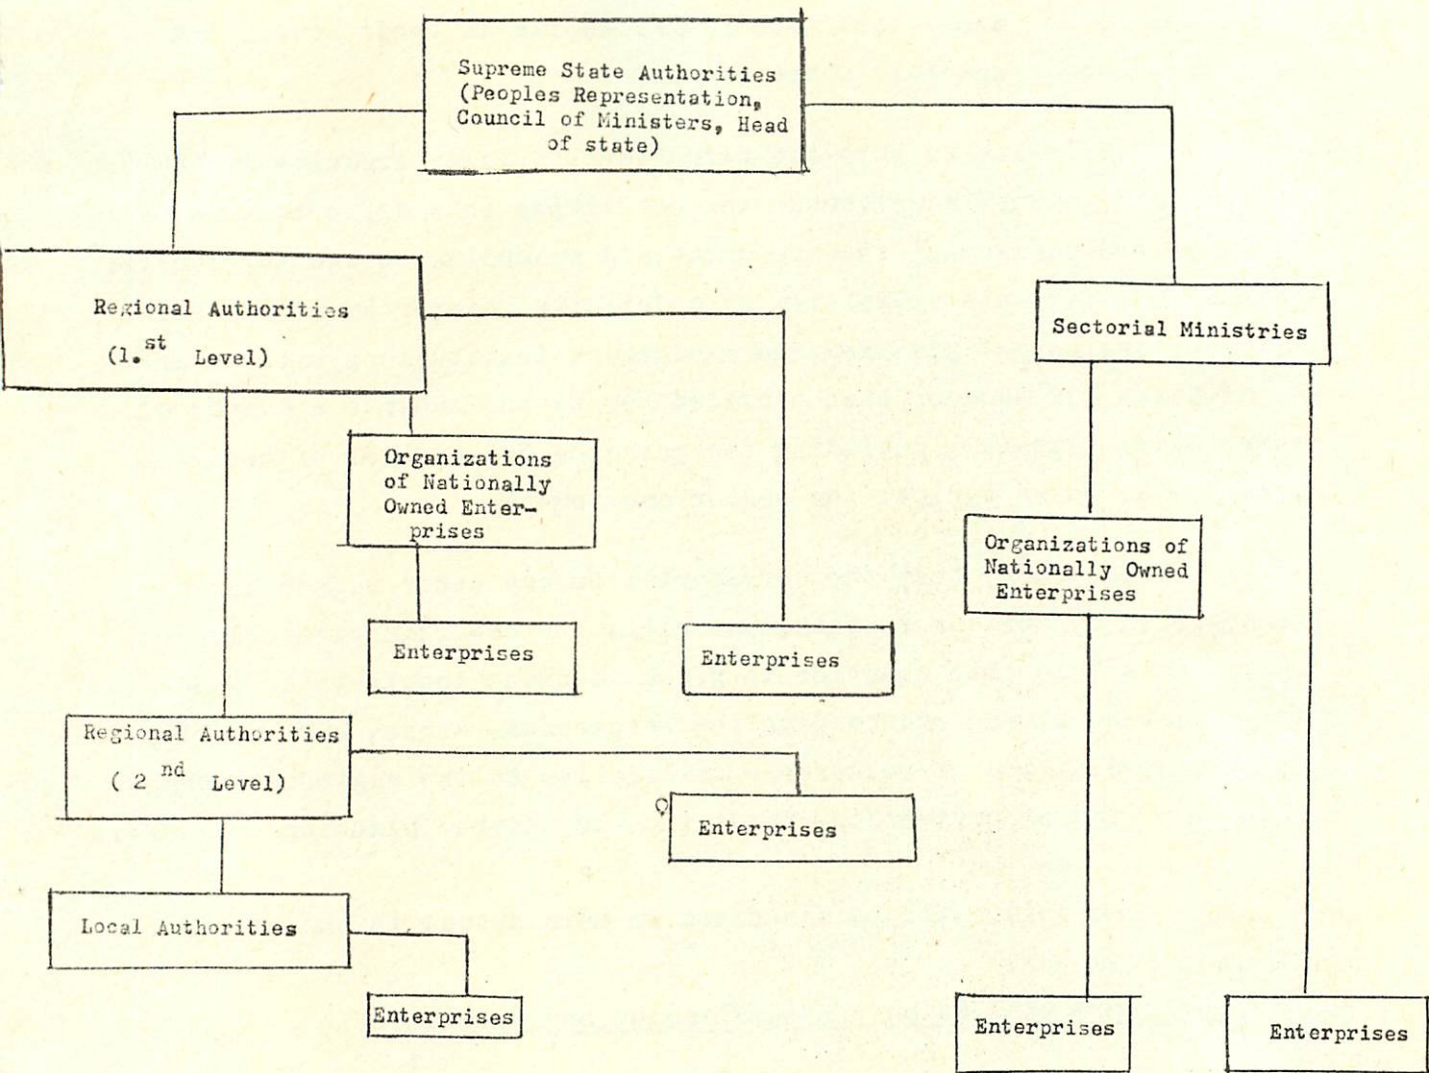 Supreme State Authorities
(Peoples Representation,
Council of Ministers, Head
of state)
Regional Authorities
(1.st Level)
Sectorial Ministries
Organizations
of Nationally
Owned Enter-
prises
Organizations of
Nationally Owned
Enterprises
Enterprises
Enterprises
Regional Authorities
( 2 nd Level)
Enterprises
Local Authorities
Enterprises
Enterprises
Enterprises